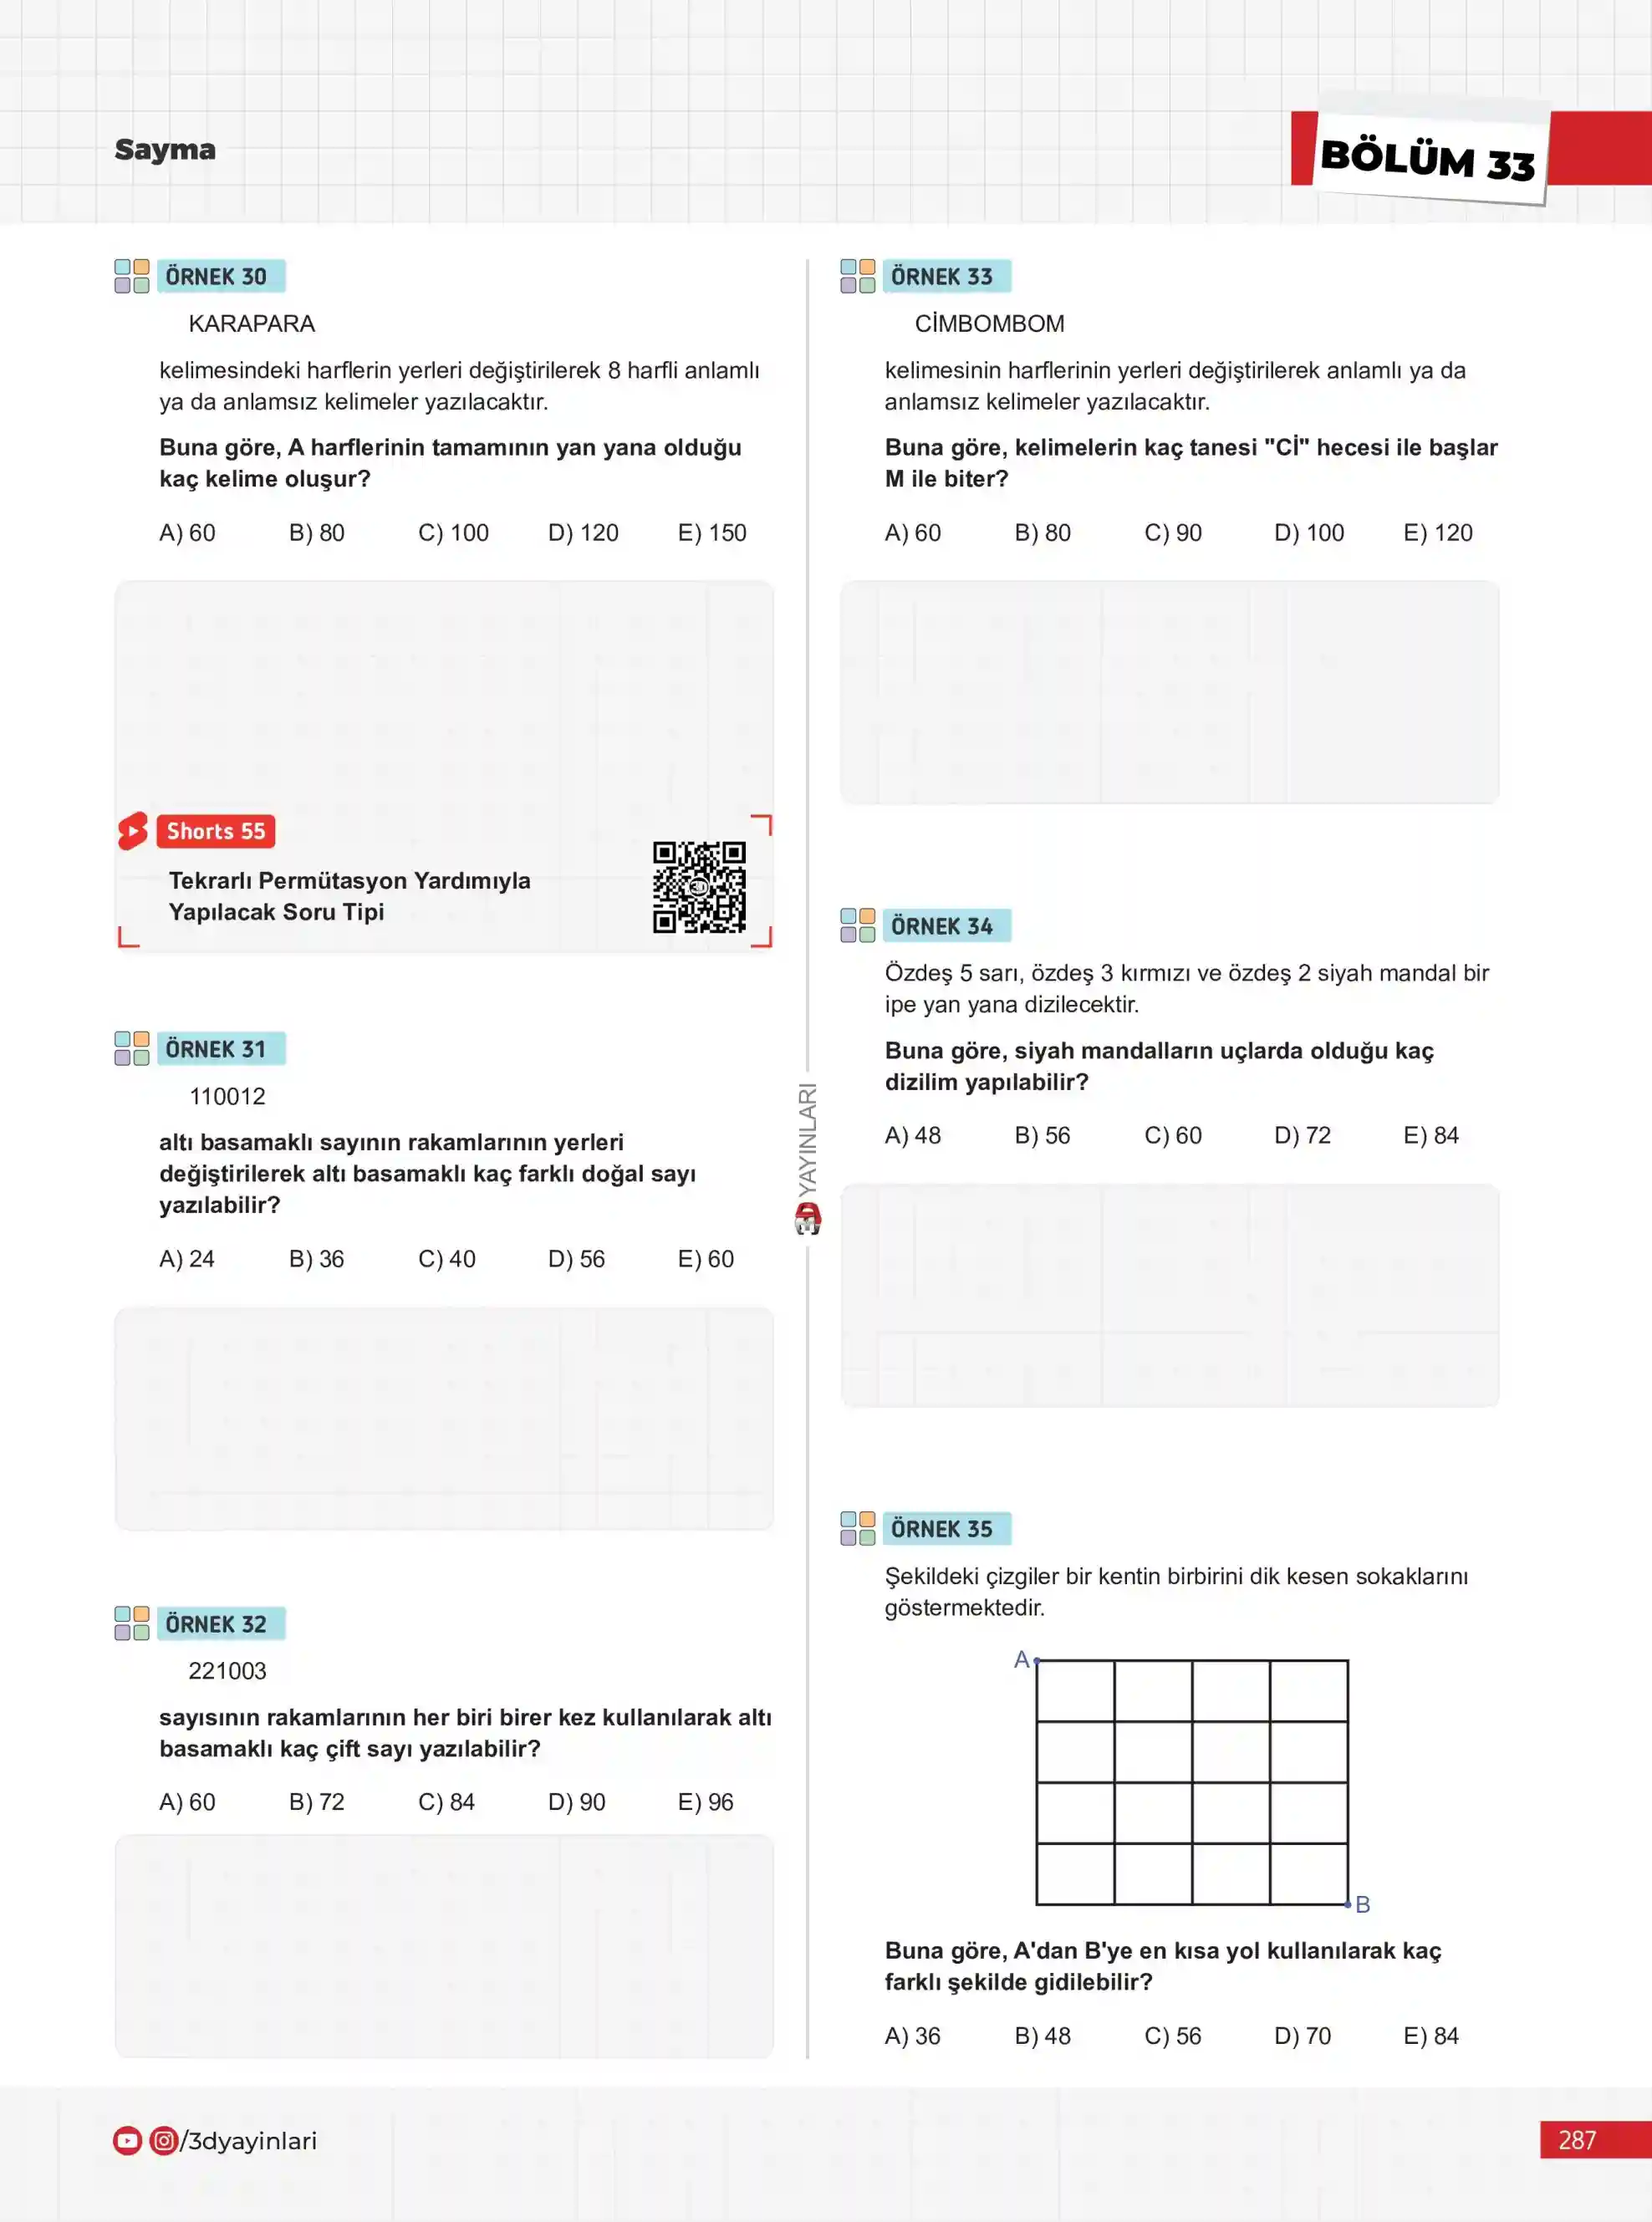 Sayma
BÖLÜM 33
ÖRNEK 30
KARAPARA
kelimesindeki harflerin yerleri değiştirilerek 8 harfli anlamlı
ya da anlamsız kelimeler yazılacaktır.
Buna göre, A harflerinin tamamının yan yana olduğu
kaç kelime oluşur?
A) 60 B) 80 C) 100 D) 120 E) 150
Shorts 55
Tekrarlı Permütasyon Yardımıyla
Yapılacak Soru Tipi
ÖRNEK 31
110012
altı basamaklı sayının rakamlarının yerleri
değiştirilerek altı basamaklı kaç farklı doğal sayı
yazılabilir?
A) 24 B) 36 C) 40 D) 56 E) 60
ÖRNEK 32
221003
sayısının rakamlarının her biri birer kez kullanılarak altı
basamaklı kaç çift sayı yazılabilir?
A) 60 B) 72 C) 84 D) 90 E) 96
YAYINLARI
ÖRNEK 33
CİMBOMBOM
kelimesinin harflerinin yerleri değiştirilerek anlamlı ya da
anlamsız kelimeler yazılacaktır.
Buna göre, kelimelerin kaç tanesi "Cİ" hecesi ile başlar
M ile biter?
A) 60 B) 80 C) 90 D) 100 E) 120
ÖRNEK 34
Özdeş 5 sarı, özdeş 3 kırmızı ve özdeş 2 siyah mandal bir
ipe yan yana dizilecektir.
Buna göre, siyah mandalların uçlarda olduğu kaç
dizilim yapılabilir?
A) 48 B) 56 C) 60 D) 72 E) 84
ÖRNEK 35
Şekildeki çizgiler bir kentin birbirini dik kesen sokaklarını
göstermektedir.
A
B
Buna göre, A'dan B'ye en kısa yol kullanılarak kaç
farklı şekilde gidilebilir?
A) 36 B) 48 C) 56 D) 70 E) 84
/3dyayinlari
287